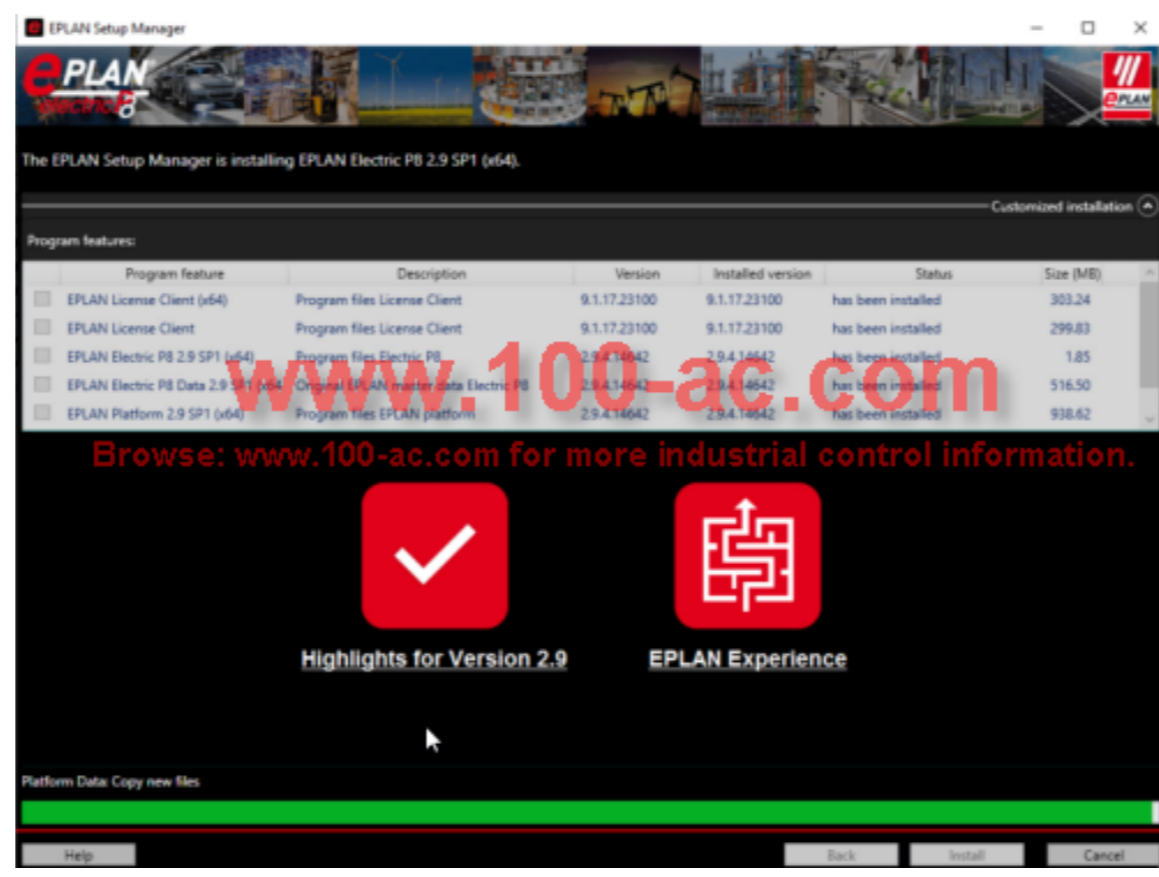 EPLAN Setup Manager
ePLAN
electric P8
ePLAN
The EPLAN Setup Manager is installing EPLAN Electric P8 2.9 SP1 (x64).
Customized installation
Program features:
Program feature Description Version Installed version Status Size (MB)
EPLAN License Client (x64) Program files License Client 9.1.17.23100 9.1.17.23100 has been installed 303.24
EPLAN License Client Program files License Client 9.1.17.23100 9.1.17.23100 has been installed 299.83
EPLAN Electric P8 2.9 SP1 (x64) Program files Electric P8 2.9.4.14642 2.9.4.14642 has been installed 1.85
EPLAN Electric P8 Data 2.9 SP1 (x64 Original EPLAN master data Electric P8 2.9.4.14642 2.9.4.14642 has been installed 516.50
EPLAN Platform 2.9 SP1 (x64) Program files EPLAN platform 2.9.4.14642 2.9.4.14642 has been installed 938.62
www.100-ac.com
Browse: www.100-ac.com for more industrial control information.
Highlights for Version 2.9 EPLAN Experience
Platform Data: Copy new files
Help Back Install Cancel